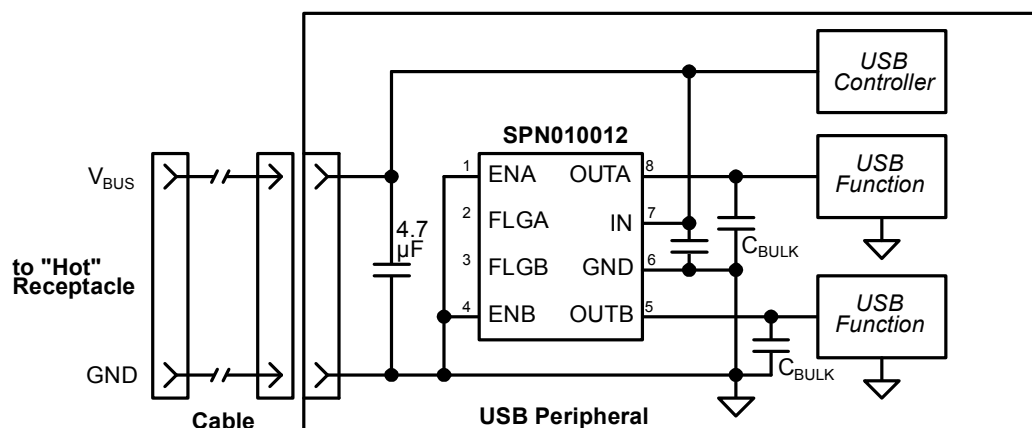 USB
Controller
SPN010012
V_BUS
1 ENA OUTA 8
USB
Function
2 FLGA IN 7
4.7
µF
C_BULK
to "Hot"
Receptacle
3 FLGB GND 6
4 ENB OUTB 5
USB
Function
GND
C_BULK
Cable
USB Peripheral